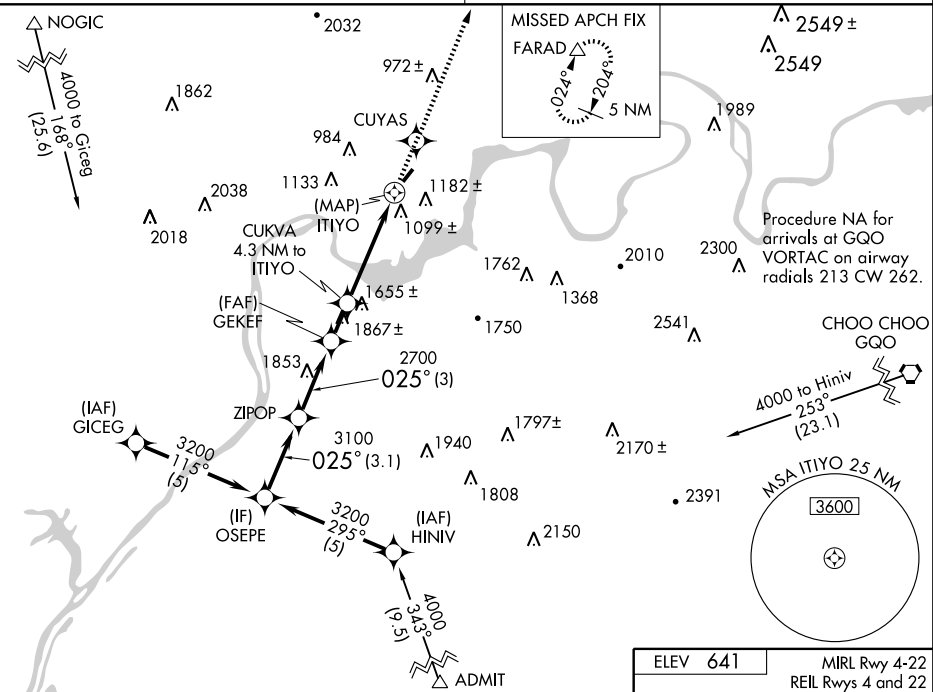 NOGIC
4000 to Giceg
168°
(25.6)
2032
972 ±
1862
984
CUYAS
1133
2038
2018
(MAP)
ITIYO
1182 ±
1099 ±
CUKVA
4.3 NM to
ITIYO
MISSED APCH FIX
FARAD
024°
204°
5 NM
2549 ±
2549
1989
Procedure NA for
arrivals at GQO
VORTAC on airway
radials 213 CW 262.
2300
2010
1762
1368
1655 ±
(FAF)
GEKEF
1867 ±
1750
2541
CHOO CHOO
GQO
4000 to Hiniv
253°
(23.1)
1853
2700
025° (3)
ZIPOP
3100
025° (3.1)
(IAF)
GICEG
3200
115°
(5)
(IF)
OSEPE
3200
295°
(5)
(IAF)
HINIV
1940
1797±
2170 ±
1808
2391
2150
MSA ITIYO 25 NM
3600
4000
343°
(9.5)
ADMIT
ELEV 641
MIRL Rwy 4-22
REIL Rwys 4 and 22